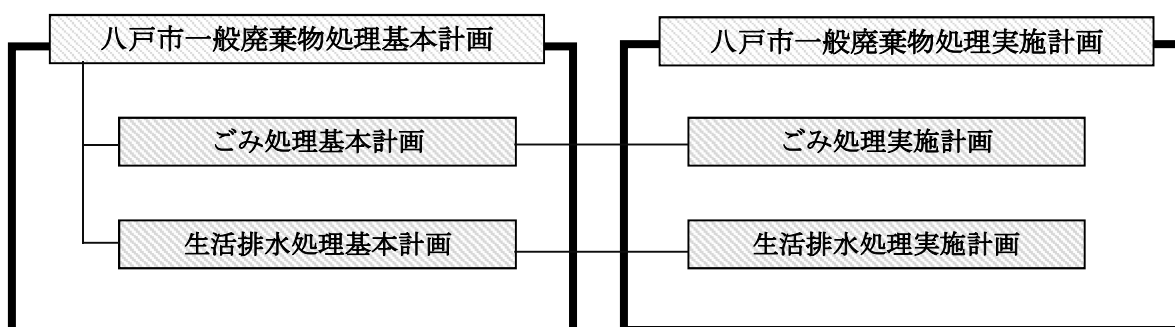 八戸市一般廃棄物処理基本計画
八戸市一般廃棄物処理実施計画
ごみ処理基本計画
ごみ処理実施計画
生活排水処理基本計画
生活排水処理実施計画